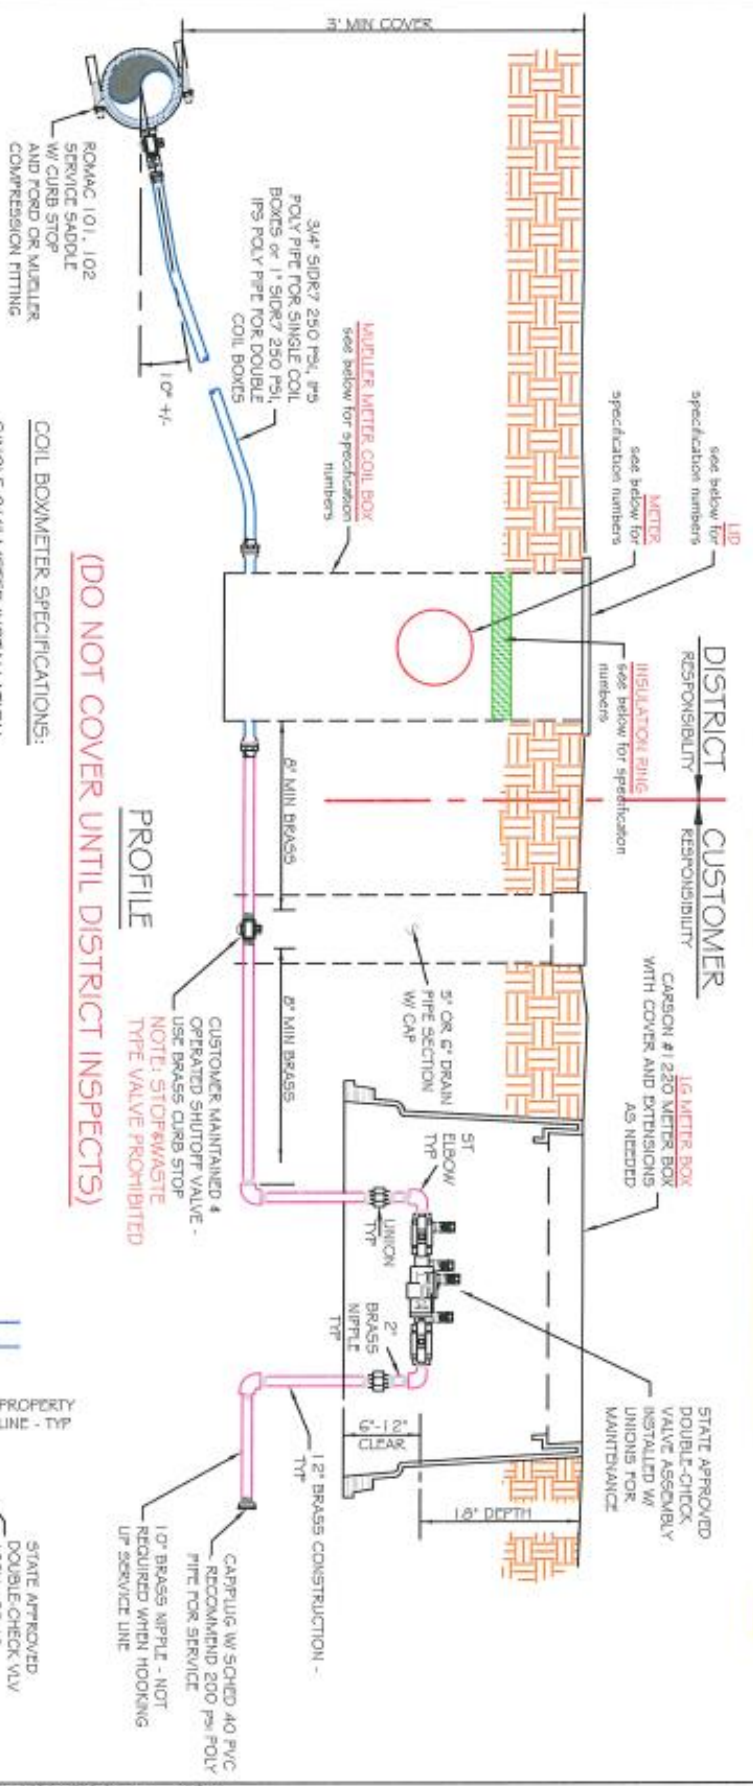 3' MIN COVER
LID
see below for
specification numbers
METER
see below for
specification numbers
DISTRICT
RESPONSIBILITY
CUSTOMER
RESPONSIBILITY
INSULATION RING
see below for specification
numbers
MUELLER METER COIL BOX
see below for specification
numbers
LG METER BOX
CARSON #1220 METER BOX
WITH COVER AND EXTENSIONS
AS NEEDED
STATE APPROVED
DOUBLE-CHECK
VALVE ASSEMBLY
INSTALLED W/
UNIONS FOR
MAINTENANCE
3/4" SIDR7 250 PSI, IPS
POLY PIPE FOR SINGLE COIL
BOXES or 1" SIDR7 250 PSI,
IPS POLY PIPE FOR DOUBLE
COIL BOXES
ROMAC 101, 102
SERVICE SADDLE
W/ CURB STOP
AND FORD OR MUELLER
COMPRESSION FITTING
10° +/-
8" MIN BRASS
8" MIN BRASS
5" OR 6" DRAIN
PIPE SECTION
W/ CAP
ST
ELBOW
TYP
UNION
TYP
2"
BRASS
NIPPLE
TYP
6"-12"
CLEAR
18" DEPTH
CUSTOMER MAINTAINED &
OPERATED SHUTOFF VALVE -
USE BRASS CURB STOP
NOTE: STOP&WASTE
TYPE VALVE PROHIBITED
12" BRASS CONSTRUCTION -
TYP
CAP/PLUG W/ SCHED 40 PVC
RECOMMEND 200 PSI POLY
PIPE FOR SERVICE
10" BRASS NIPPLE - NOT
REQUIRED WHEN HOOKING
UP SERVICE LINE
PROFILE
(DO NOT COVER UNTIL DISTRICT INSPECTS)
COIL BOX/METER SPECIFICATIONS:
PROPERTY
LINE - TYP
STATE APPROVED
DOUBLE-CHECK VLV